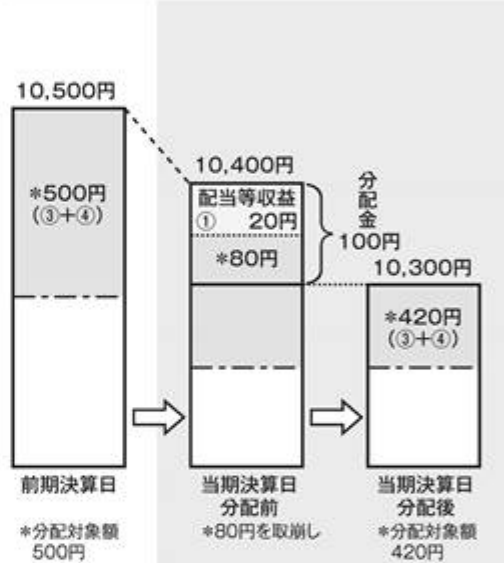 10,500円
*500円
(③+④)
前期決算日
*分配対象額
500円
10,400円
配当等収益
① 20円
*80円
分配金
100円
当期決算日
分配前
*80円を取崩し
10,300円
*420円
(③+④)
当期決算日
分配後
*分配対象額
420円